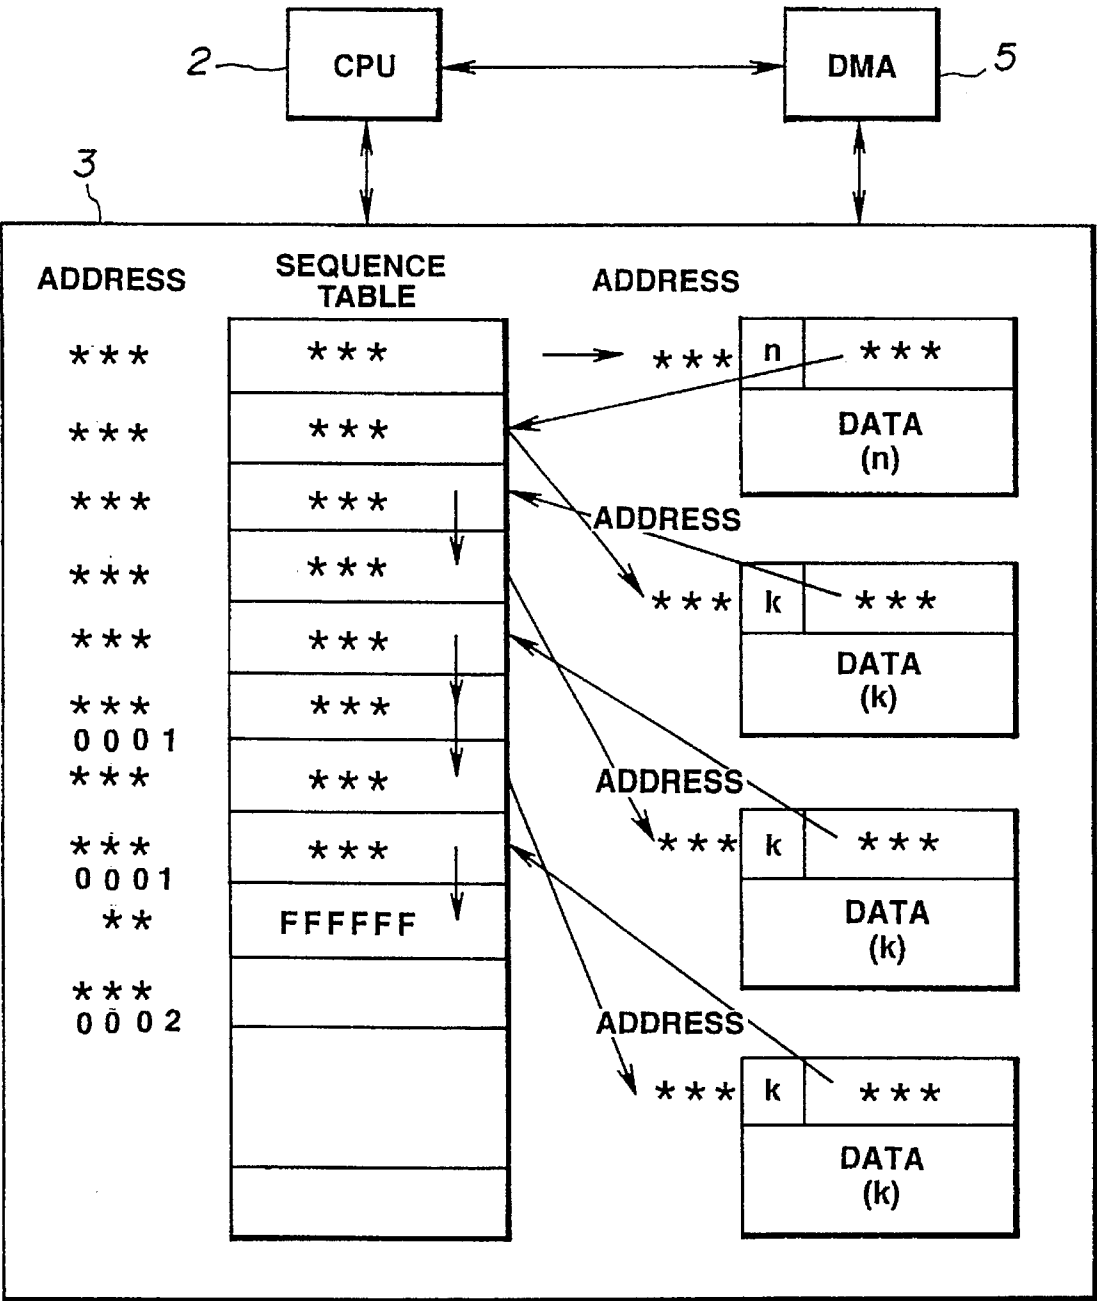 2 CPU DMA 5
3
ADDRESS SEQUENCE TABLE ADDRESS
*** *** *** n ***
DATA
(n)
*** ***
*** ***
ADDRESS
*** ***
*** k ***
DATA
(k)
*** ***
*** ***
0001
*** ***
ADDRESS
*** k ***
DATA
(k)
*** ***
0001
** FFFFFF
***
0002
ADDRESS
*** k ***
DATA
(k)